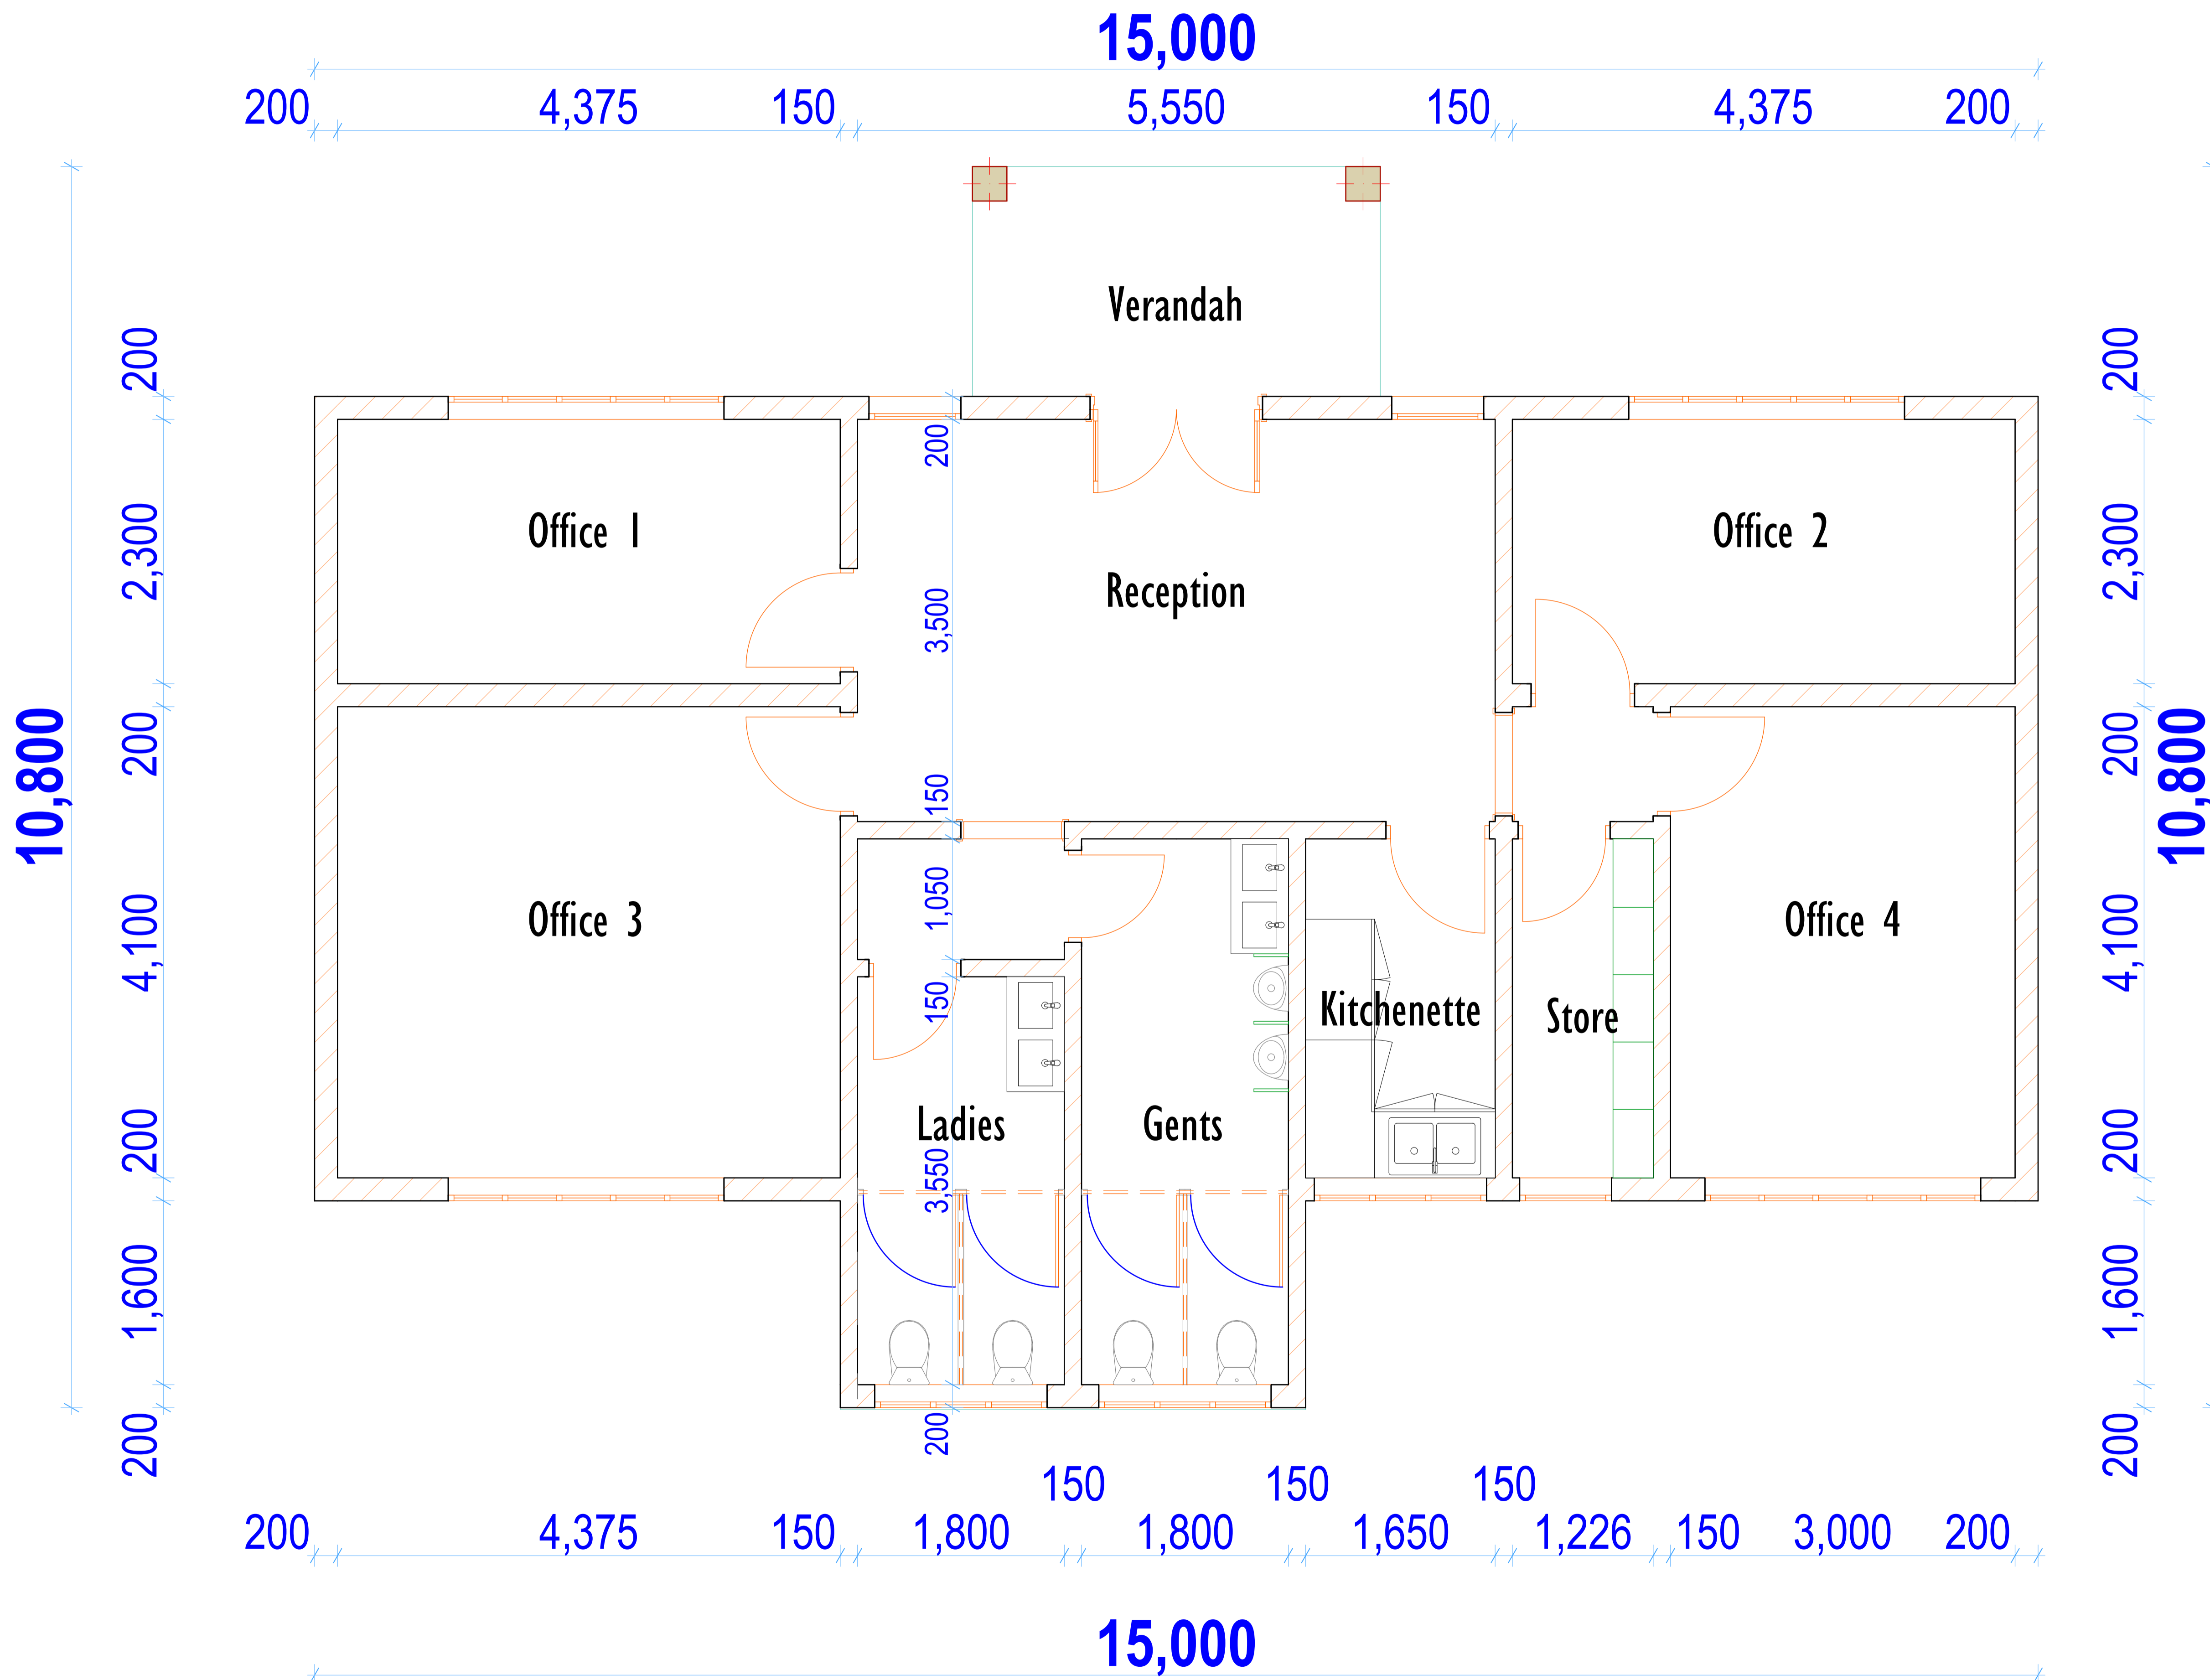 15,000
200 4,375 150 5,550 150 4,375 200
Verandah
200
200
200
2,300
Office 1
Office 2
2,300
3,500
Reception
10,800
200
200
10,800
150
1,050
4,100
Office 3
Office 4
4,100
150
Kitchenette
Store
200
Ladies
Gents
200
3,550
1,600
1,600
200
200
200
150 150 150
200 4,375 150 1,800 1,800 1,650 1,226 150 3,000 200
15,000